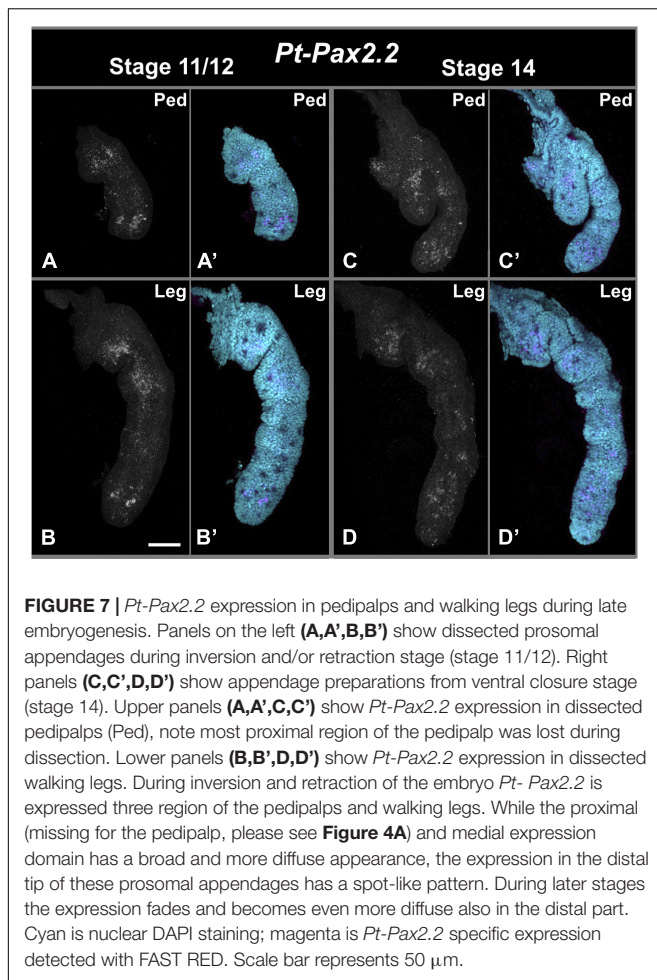 Pt-Pax2.2
Stage 11/12
Stage 14
Ped
Ped
Ped
Ped
A
A'
C
C'
Leg
Leg
Leg
Leg
B
B'
D
D'
FIGURE 7 | Pt-Pax2.2 expression in pedipalps and walking legs during late
embryogenesis. Panels on the left (A,A',B,B') show dissected prosomal
appendages during inversion and/or retraction stage (stage 11/12). Right
panels (C,C',D,D') show appendage preparations from ventral closure stage
(stage 14). Upper panels (A,A',C,C') show Pt-Pax2.2 expression in dissected
pedipalps (Ped), note most proximal region of the pedipalp was lost during
dissection. Lower panels (B,B',D,D') show Pt-Pax2.2 expression in dissected
walking legs. During inversion and retraction of the embryo Pt- Pax2.2 is
expressed three region of the pedipalps and walking legs. While the proximal
(missing for the pedipalp, please see Figure 4A) and medial expression
domain has a broad and more diffuse appearance, the expression in the distal
tip of these prosomal appendages has a spot-like pattern. During later stages
the expression fades and becomes even more diffuse also in the distal part.
Cyan is nuclear DAPI staining; magenta is Pt-Pax2.2 specific expression
detected with FAST RED. Scale bar represents 50 μm.